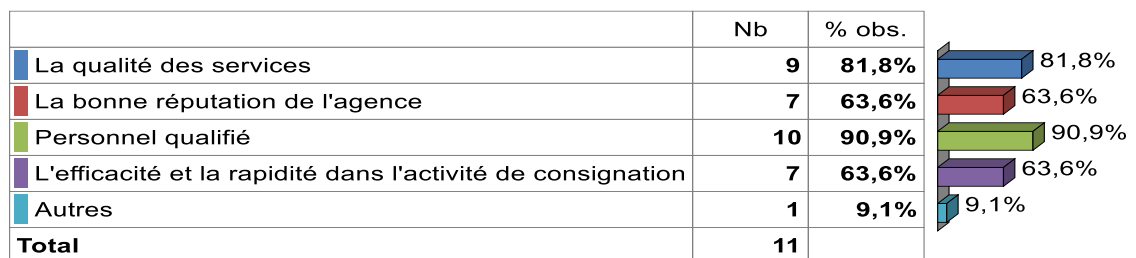 Nb % obs.
La qualité des services 9 81,8% 81,8%
La bonne réputation de l'agence 7 63,6% 63,6%
Personnel qualifié 10 90,9% 90,9%
L'efficacité et la rapidité dans l'activité de consignation 7 63,6% 63,6%
Autres 1 9,1% 9,1%
Total 11